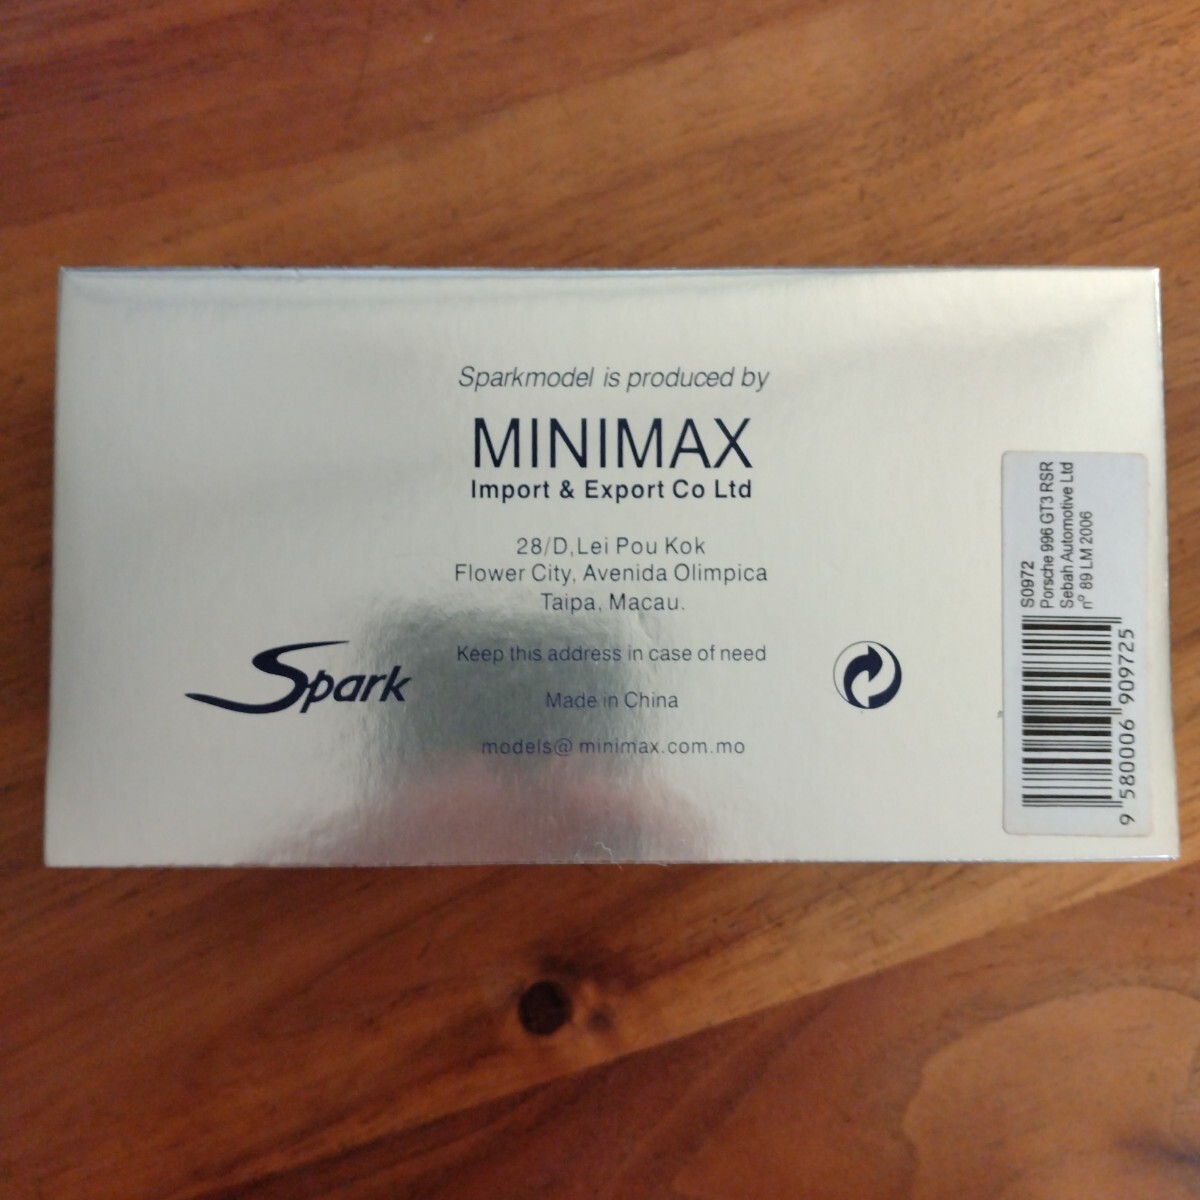 Sparkmodel is produced by
MINIMAX
Import & Export Co Ltd
28/D,Lei Pou Kok
Flower City, Avenida Olimpica
Taipa, Macau.
Keep this address in case of need
Made in China
models@minimax.com.mo
Spark
S0972
Porsche 996 GT3 RSR
Sebah Automotive Ltd
nº 89 LM 2006
9 580006 909725